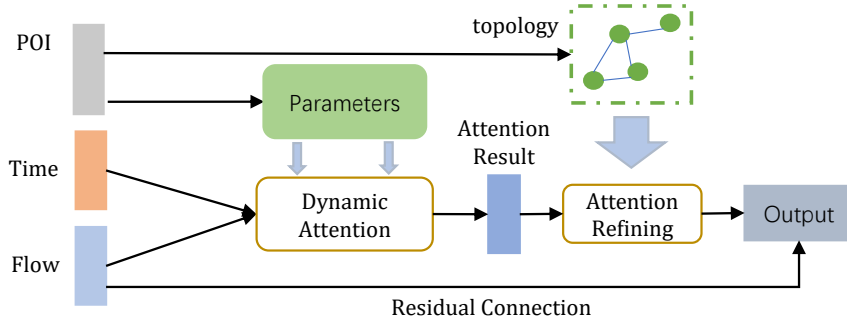 POI
topology
Parameters
Attention
Result
Time
Dynamic
Attention
Attention
Refining
Output
Flow
Residual Connection